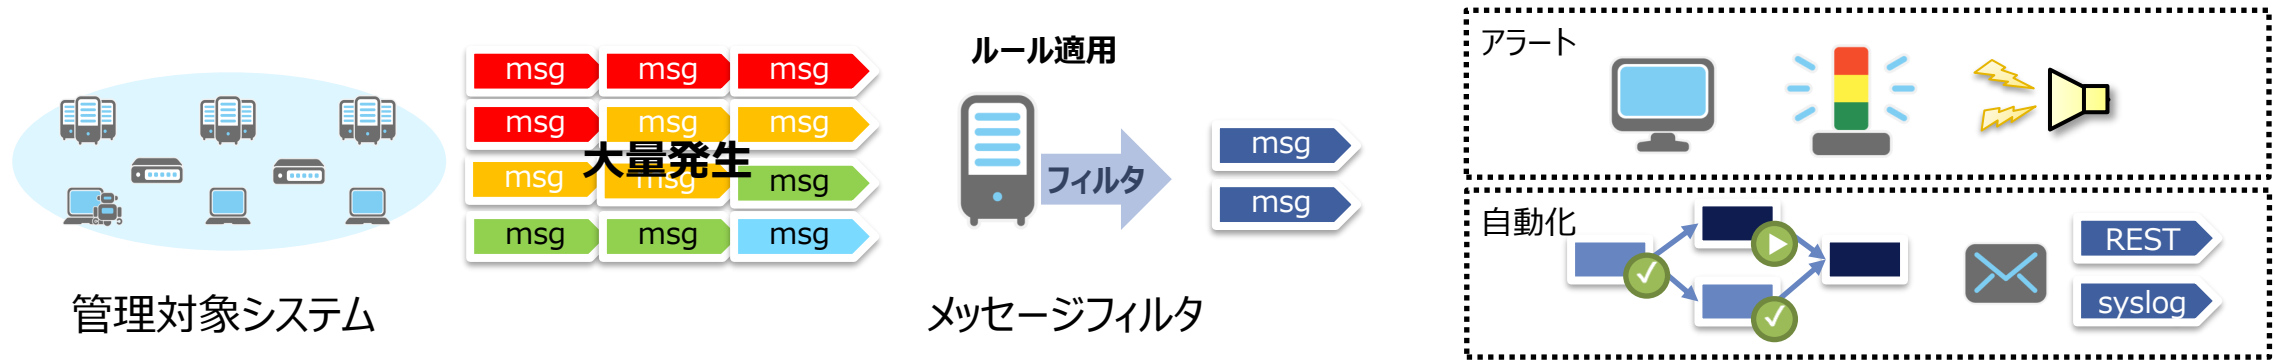 管理対象システム
msg msg msg
msg msg msg
大量発生
msg msg msg
msg msg msg
ルール適用
フィルタ
メッセージフィルタ
msg
msg
アラート
自動化
REST
syslog